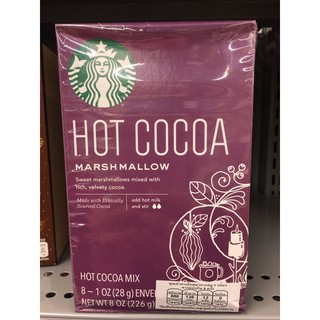 HOT COCOA
MARSHMALLOW
Sweet marshmallows mixed with
rich, velvety cocoa.
Made with Ethically
Sourced Cocoa
add hot milk
and stir
HOT COCOA MIX
8 – 1 OZ (28 g) ENVE
NET WT 8 OZ (226 g)